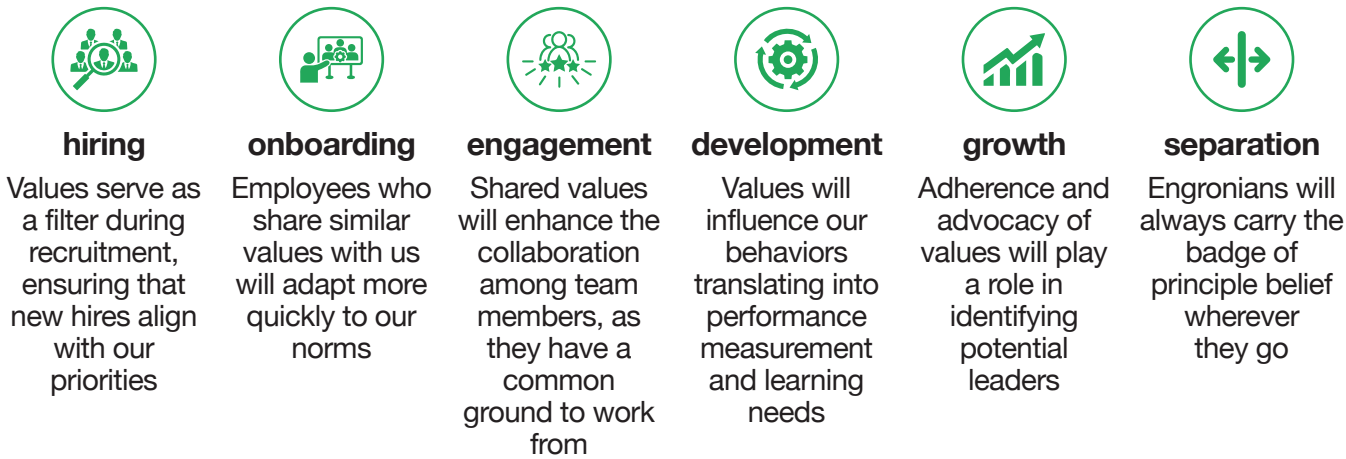 hiring
Values serve as
a filter during
recruitment,
ensuring that
new hires align
with our
priorities
onboarding
Employees who
share similar
values with us
will adapt more
quickly to our
norms
engagement
Shared values
will enhance the
collaboration
among team
members, as
they have a
common
ground to work
from
development
Values will
influence our
behaviors
translating into
performance
measurement
and learning
needs
growth
Adherence and
advocacy of
values will play
a role in
identifying
potential
leaders
separation
Engronians will
always carry the
badge of
principle belief
wherever
they go